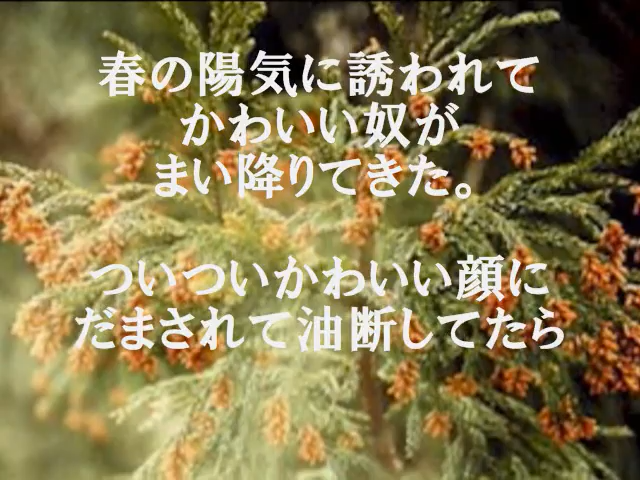 春の陽気に誘われて
かわいい奴が
まい降りてきた。
ついついかわいい顔に
だまされて油断してたら